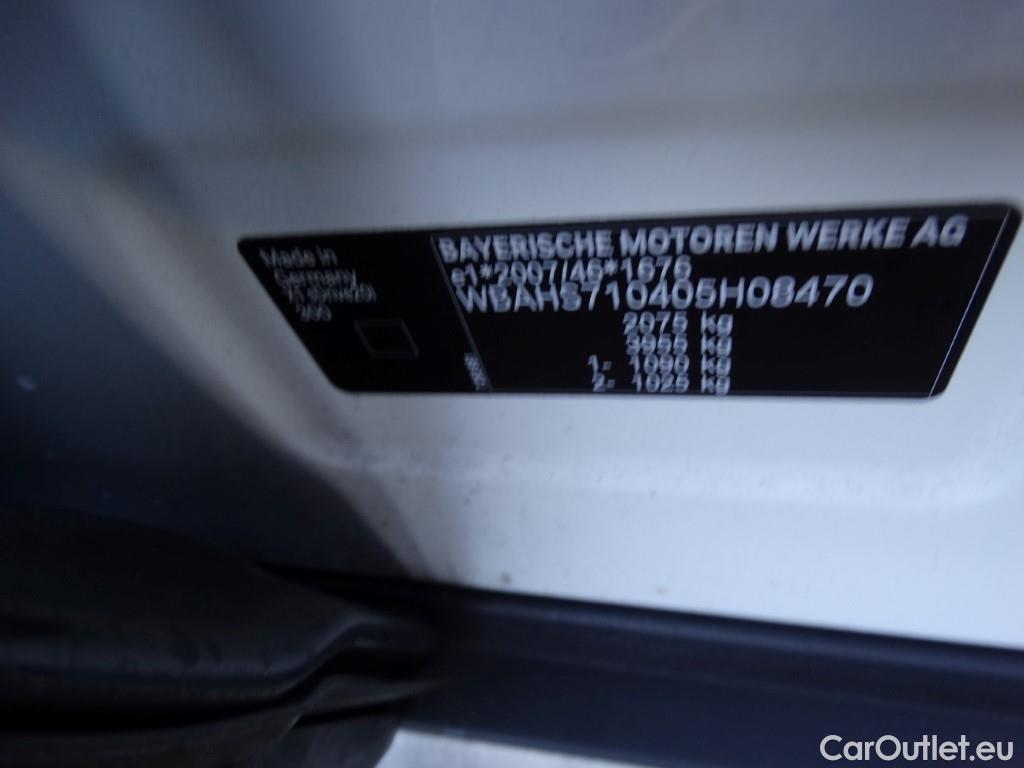 Made in
Germany
300
BAYERISCHE MOTOREN WERKE AG
e1*2007/46*1676
WBAHS710405H08470
2075 kg
3955 kg
1- 1090 kg
2- 1025 kg
CarOutlet.eu